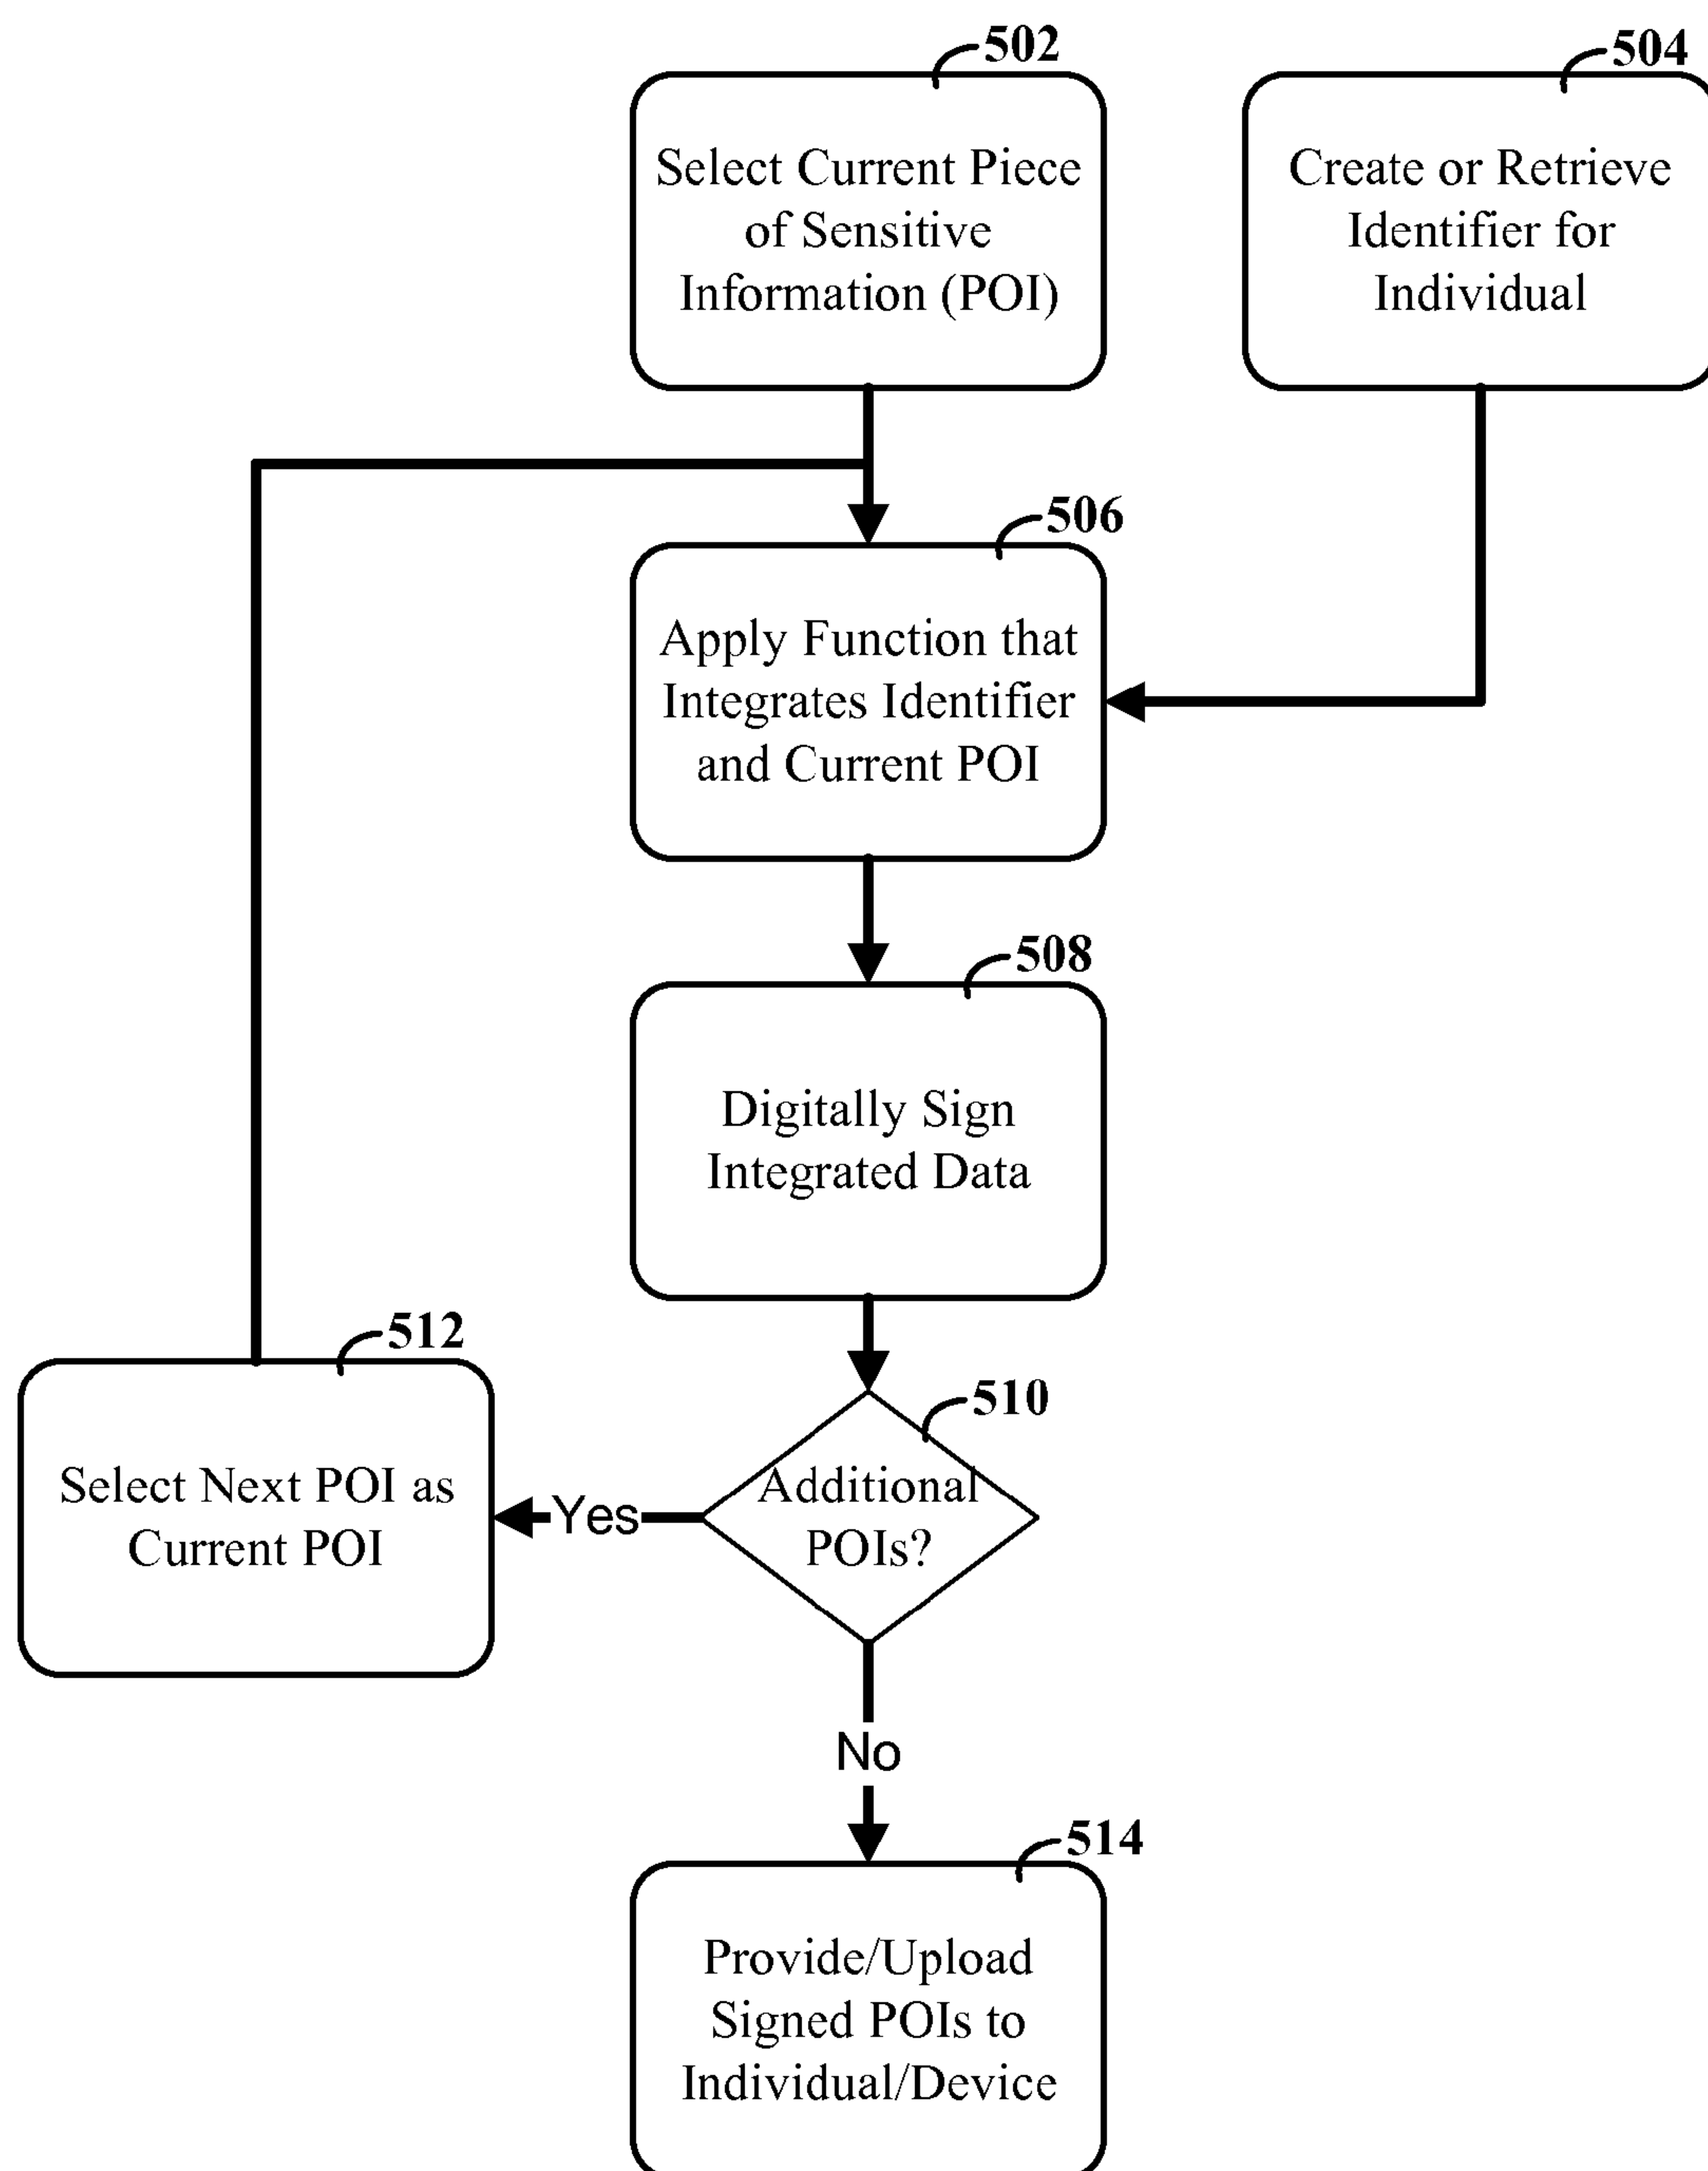 502
Select Current Piece
of Sensitive
Information (POI)
504
Create or Retrieve
Identifier for
Individual
506
Apply Function that
Integrates Identifier
and Current POI
508
Digitally Sign
Integrated Data
510
Additional
POIs?
Yes
512
Select Next POI as
Current POI
No
514
Provide/Upload
Signed POIs to
Individual/Device